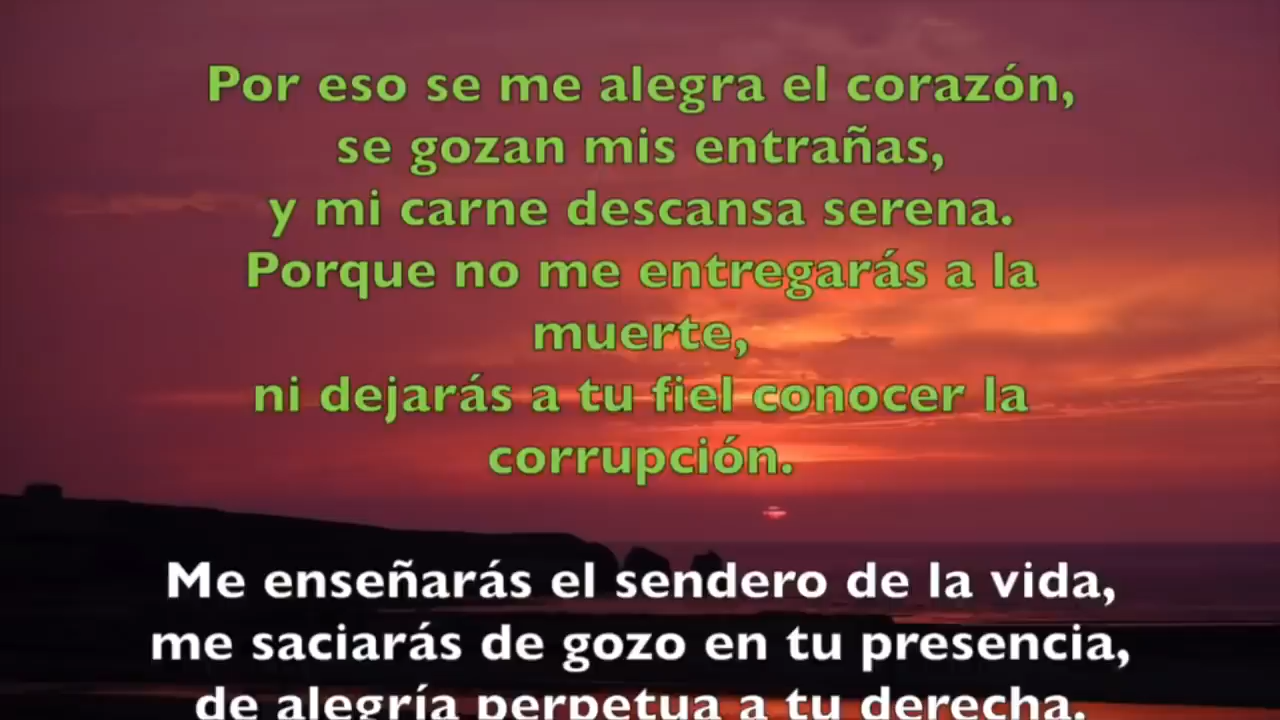 Por eso se me alegra el corazón,
se gozan mis entrañas,
y mi carne descansa serena.
Porque no me entregarás a la
muerte,
ni dejarás a tu fiel conocer la
corrupción.
Me enseñarás el sendero de la vida,
me saciarás de gozo en tu presencia,
de alegría perpetua a tu derecha.